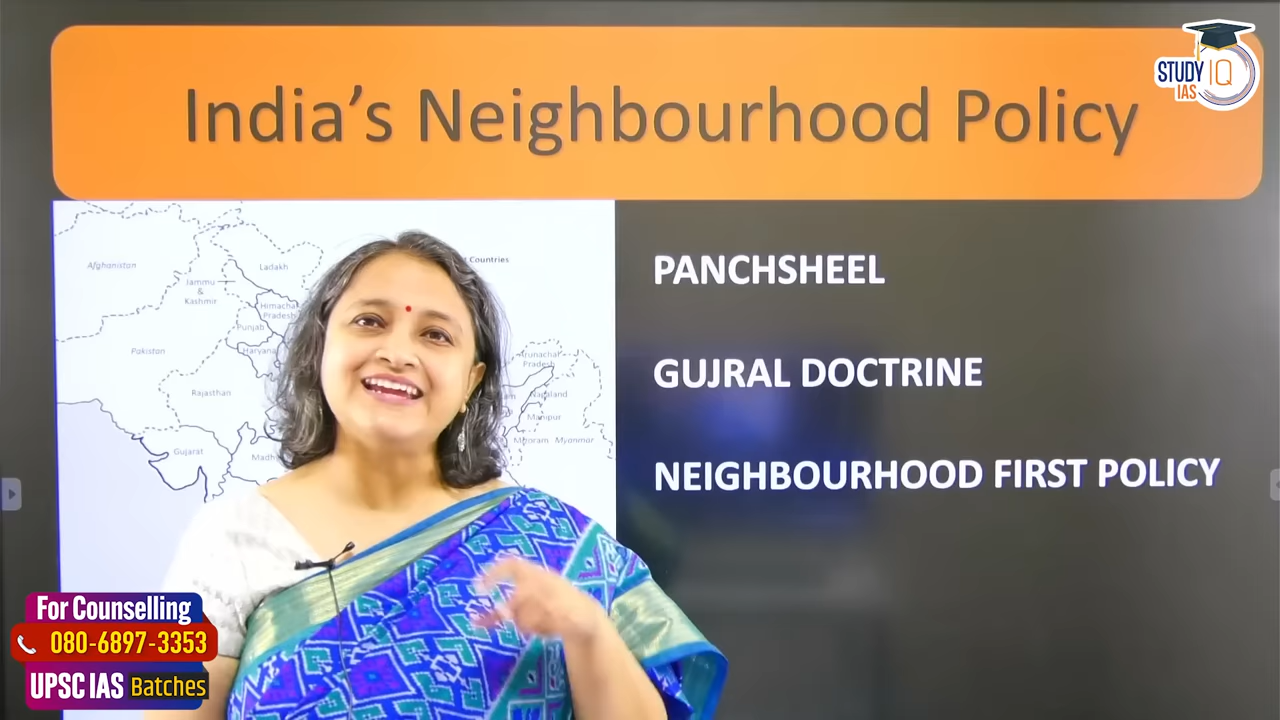 India’s Neighbourhood Policy
STUDY IQ
IAS
Afghanistan
Ladakh
Countries
Jammu
&
Kashmir
Himachal
Pradesh
Punjab
Haryana
Pakistan
Rajasthan
Gujarat
Arunachal
Pradesh
Nagaland
Manipur
Mizoram Myanmar
PANCHSHEEL
GUJRAL DOCTRINE
NEIGHBOURHOOD FIRST POLICY
For Counselling
080-6897-3353
UPSC IAS Batches